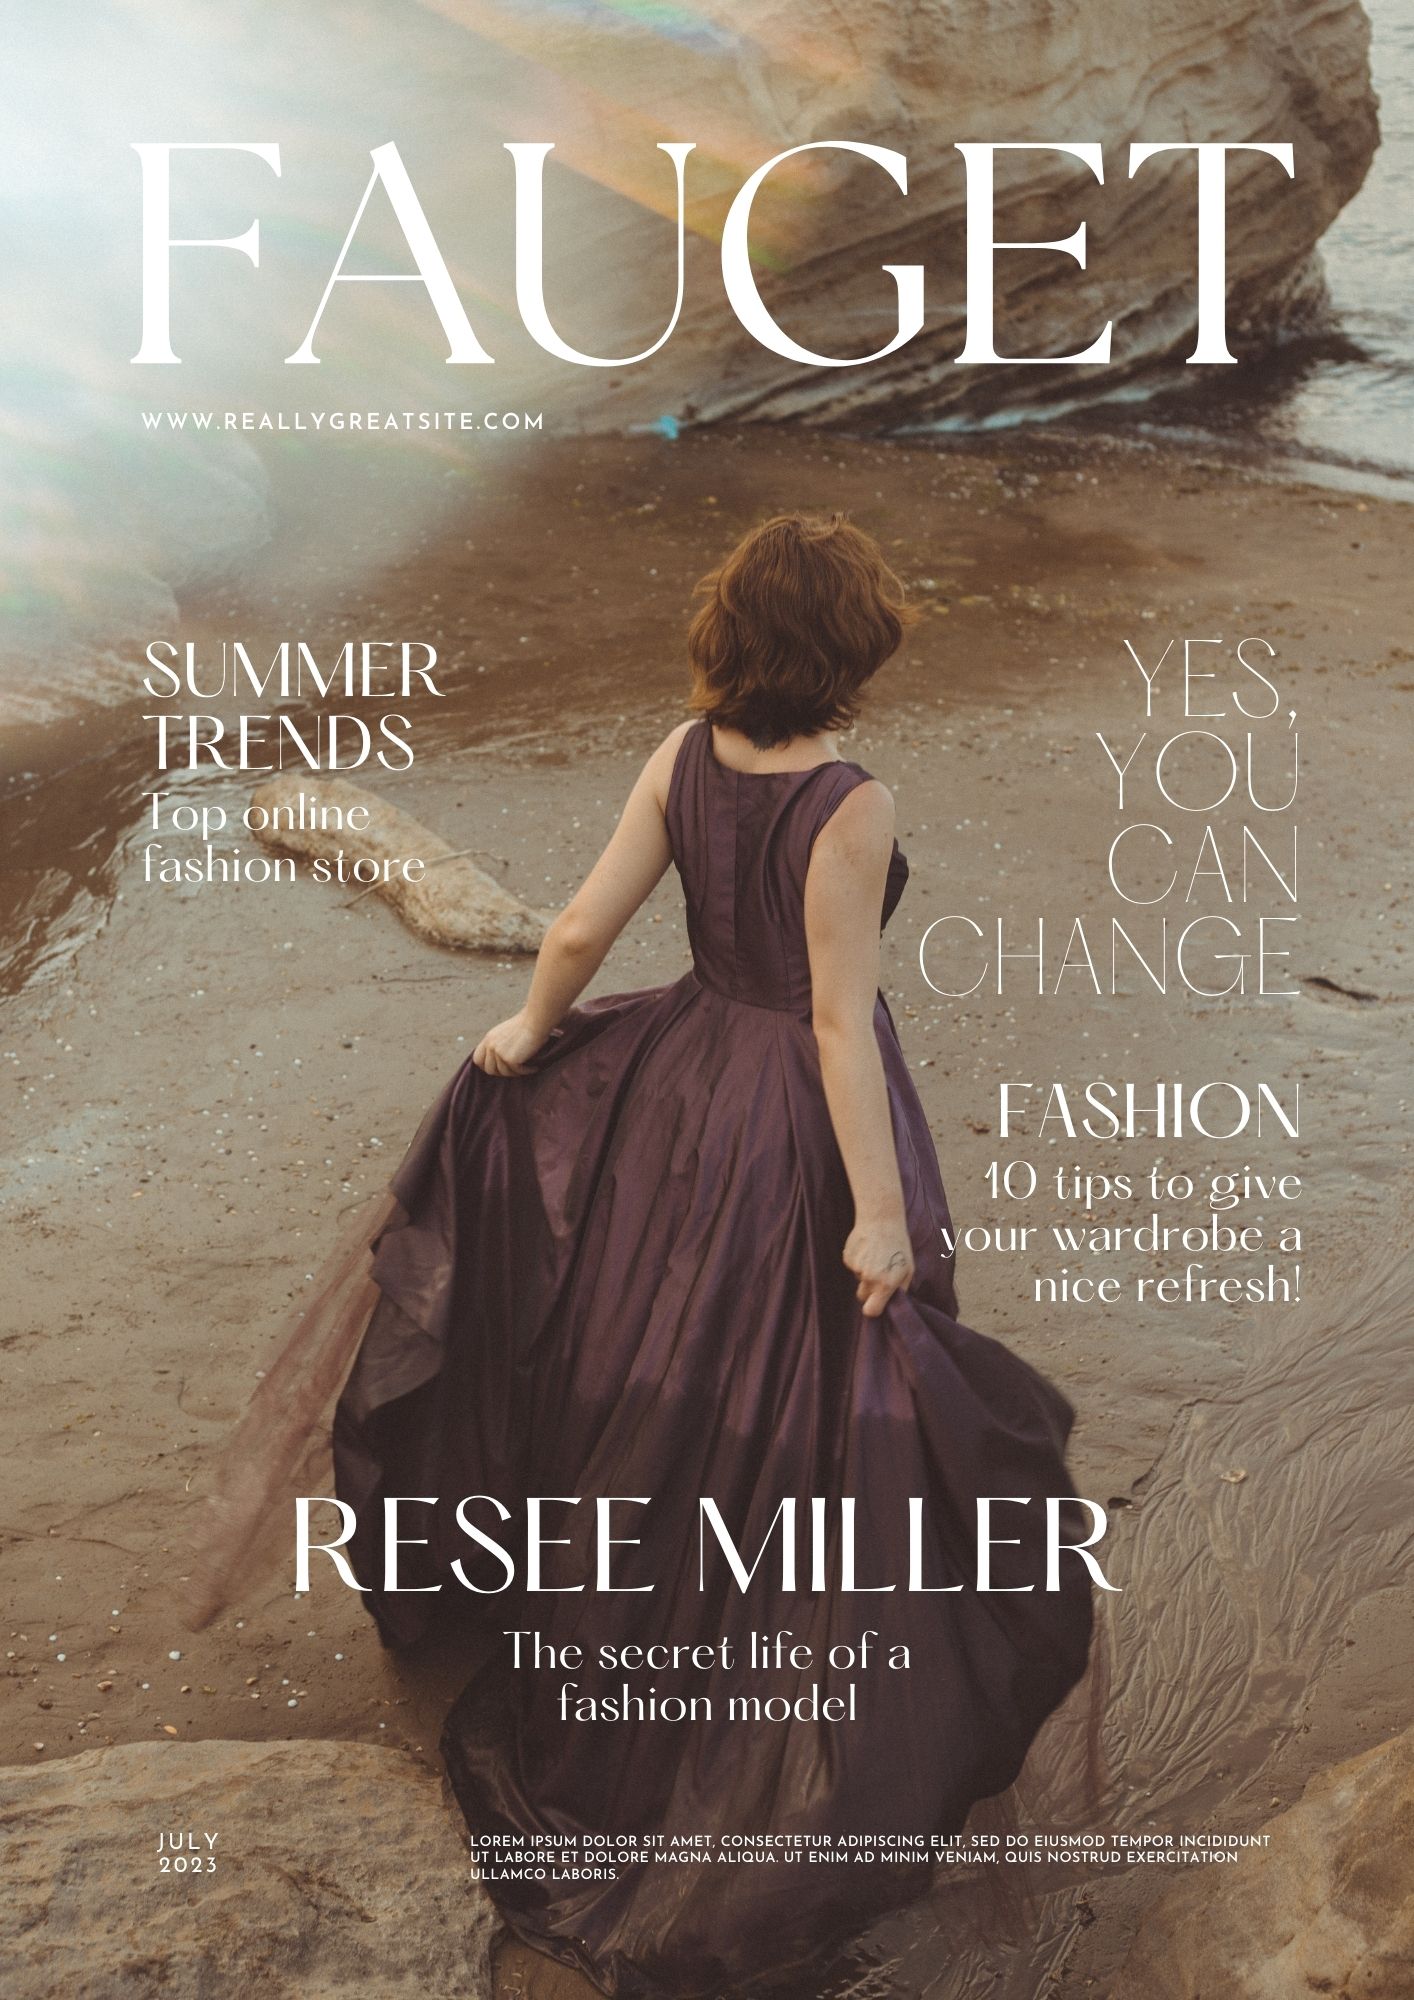 FAUGET
WWW.REALLYGREATSITE.COM
SUMMER
TRENDS
Top online
fashion store
YES,
YOU
CAN
CHANGE
FASHION
10 tips to give
your wardrobe a
nice refresh!
RESEE MILLER
The secret life of a
fashion model
JULY
2023
LOREM IPSUM DOLOR SIT AMET, CONSECTETUR ADIPISCING ELIT, SED DO EIUSMOD TEMPOR INCIDIDUNT
UT LABORE ET DOLORE MAGNA ALIQUA. UT ENIM AD MINIM VENIAM, QUIS NOSTRUD EXERCITATION
ULLAMCO LABORIS.